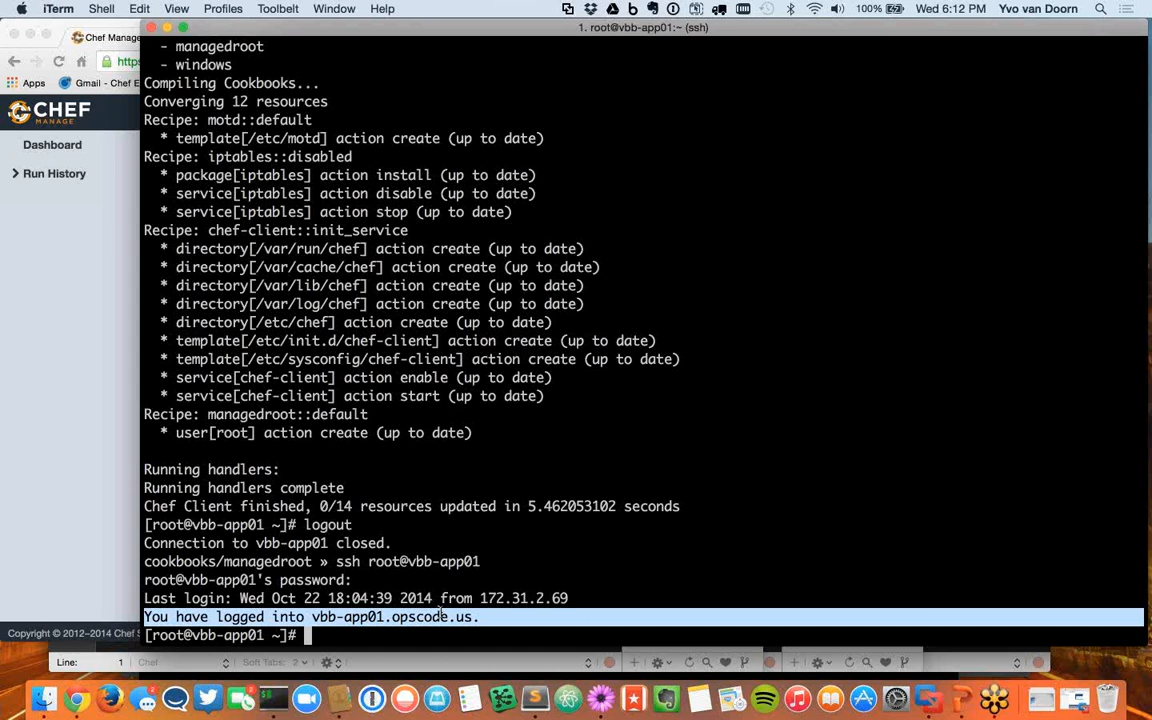 iTerm Shell Edit View Profiles Toolbelt Window Help
100% Wed 6:12 PM Yvo van Doorn
1. root@vbb-app01:~ (ssh)
Chef Mana
https
Apps Gmail - Chef E
CHEF
MANAGE
Dashboard
Run History
- managedroot
- windows
Compiling Cookbooks...
Converging 12 resources
Recipe: motd::default
* template[/etc/motd] action create (up to date)
Recipe: iptables::disabled
* package[iptables] action install (up to date)
* service[iptables] action disable (up to date)
* service[iptables] action stop (up to date)
Recipe: chef-client::init_service
* directory[/var/run/chef] action create (up to date)
* directory[/var/cache/chef] action create (up to date)
* directory[/var/lib/chef] action create (up to date)
* directory[/var/log/chef] action create (up to date)
* directory[/etc/chef] action create (up to date)
* template[/etc/init.d/chef-client] action create (up to date)
* template[/etc/sysconfig/chef-client] action create (up to date)
* service[chef-client] action enable (up to date)
* service[chef-client] action start (up to date)
Recipe: managedroot::default
* user[root] action create (up to date)
Running handlers:
Running handlers complete
Chef Client finished, 0/14 resources updated in 5.462053102 seconds
[root@vbb-app01 ~]# logout
Connection to vbb-app01 closed.
cookbooks/managedroot » ssh root@vbb-app01
root@vbb-app01's password:
Last login: Wed Oct 22 18:04:39 2014 from 172.31.2.69
You have logged into vbb-app01.opscode.us.
[root@vbb-app01 ~]#
Copyright © 2012–2014 Chef S
Line: 1 Chef Soft Tabs: 2